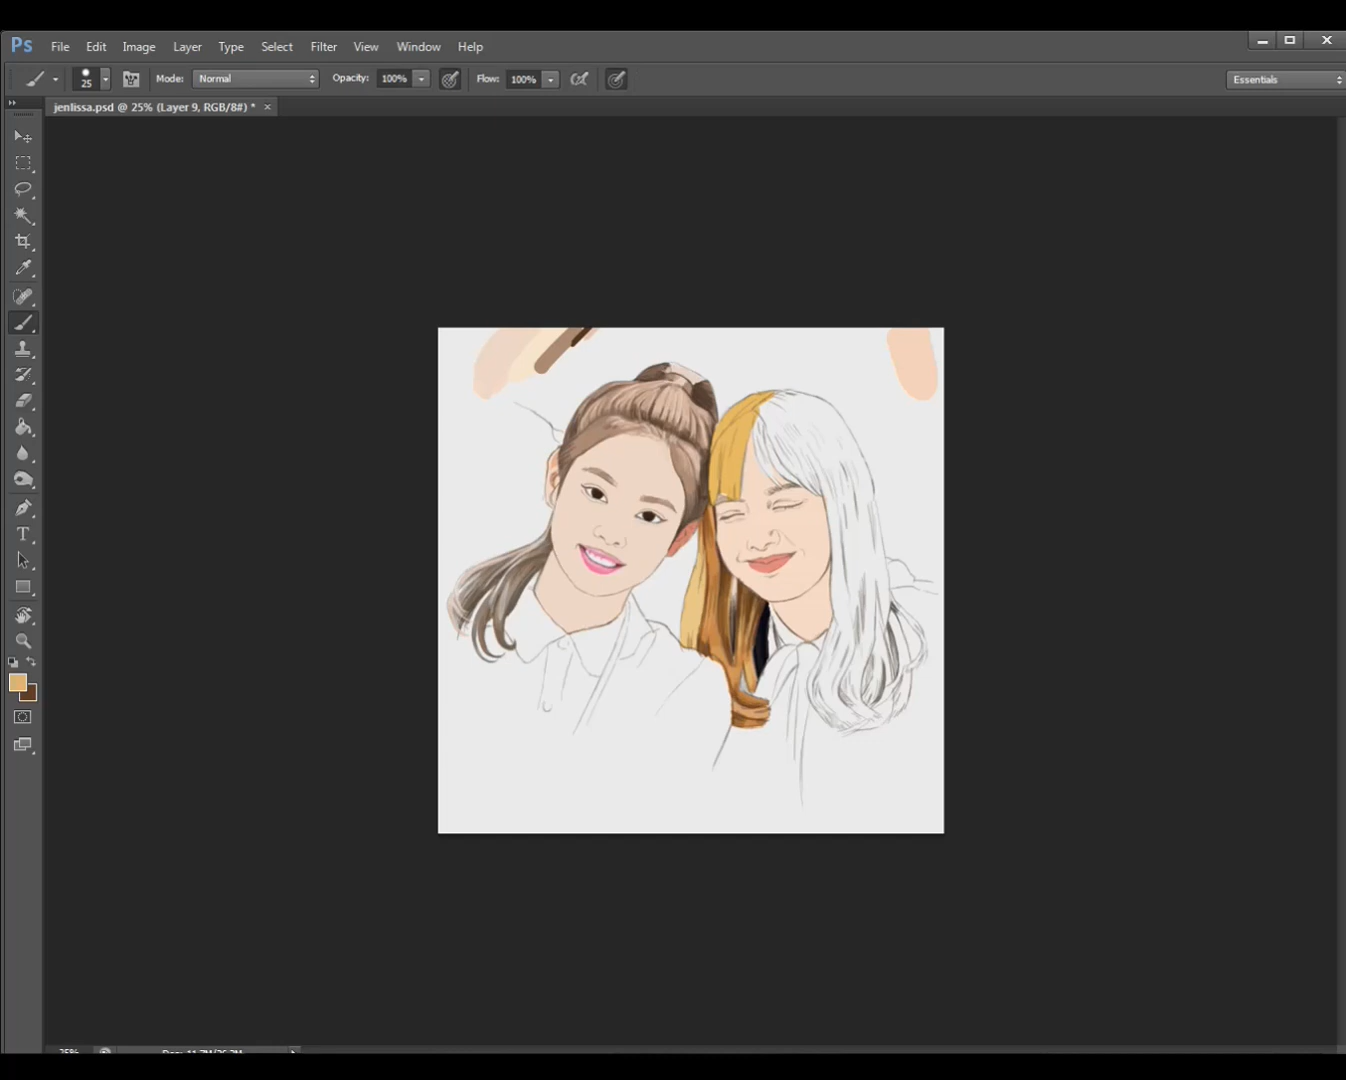 Ps File Edit Image Layer Type Select Filter View Window Help
25 Mode: Normal Opacity: 100% Flow: 100% Essentials
jenlissa.psd @ 25% (Layer 9, RGB/8#) * ×
25%